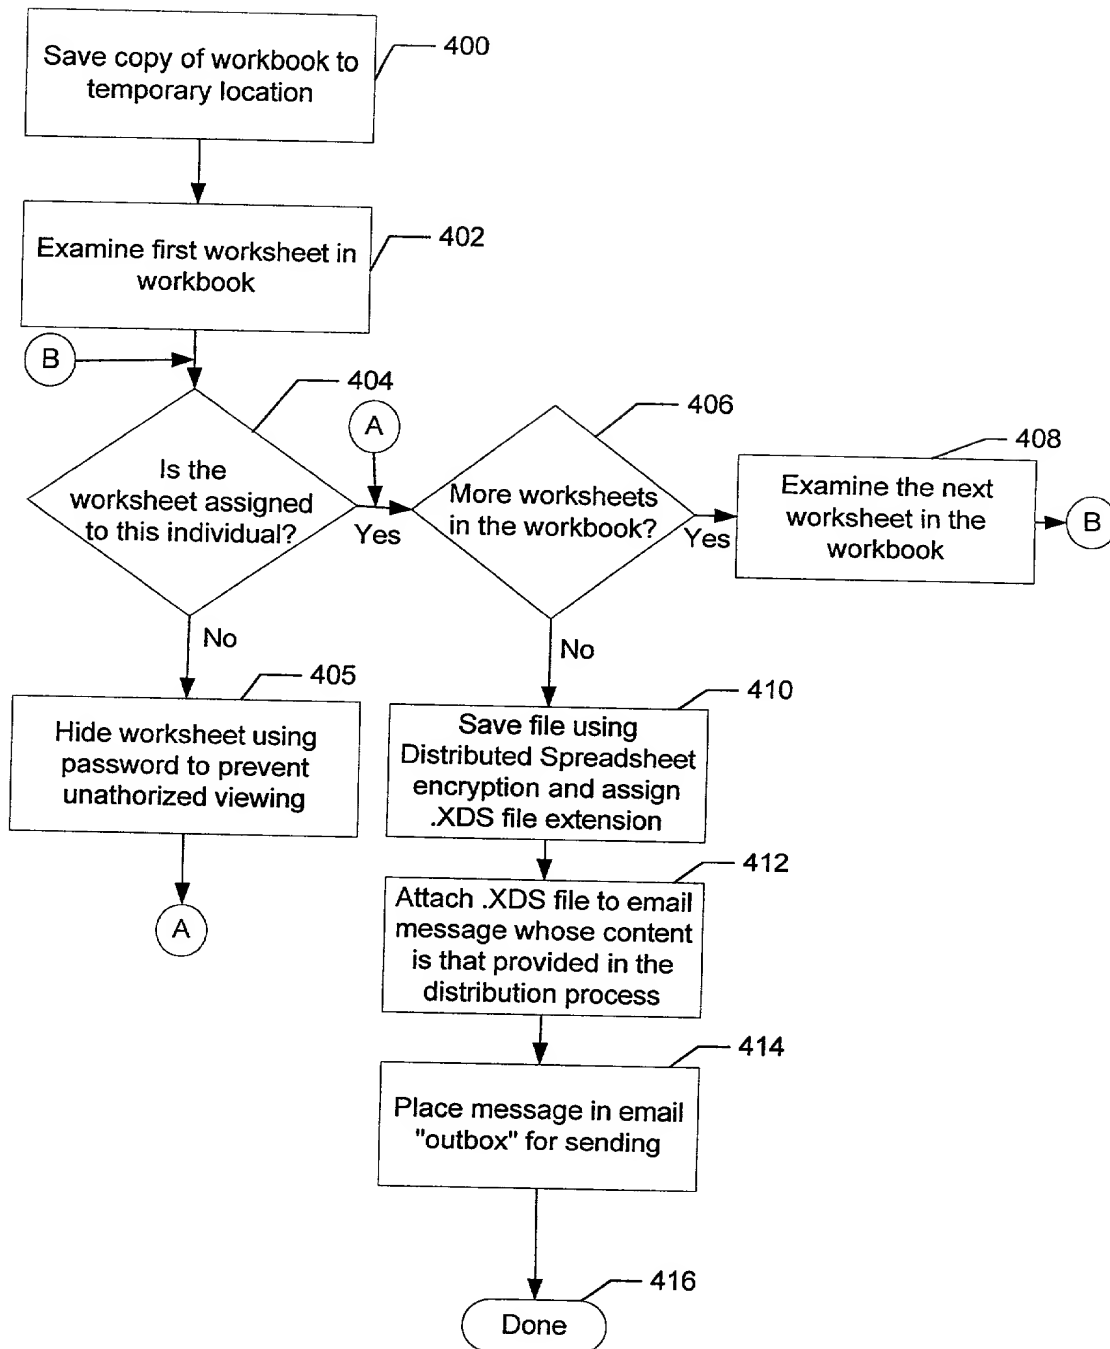 Save copy of workbook to
temporary location
400
Examine first worksheet in
workbook
402
B
404
A
406
408
Is the
worksheet assigned
to this individual?
Yes
More worksheets
in the workbook?
Yes
Examine the next
worksheet in the
workbook
B
No
No
405
Hide worksheet using
password to prevent
unathorized viewing
A
410
Save file using
Distributed Spreadsheet
encryption and assign
.XDS file extension
412
Attach .XDS file to email
message whose content
is that provided in the
distribution process
414
Place message in email
"outbox" for sending
416
Done